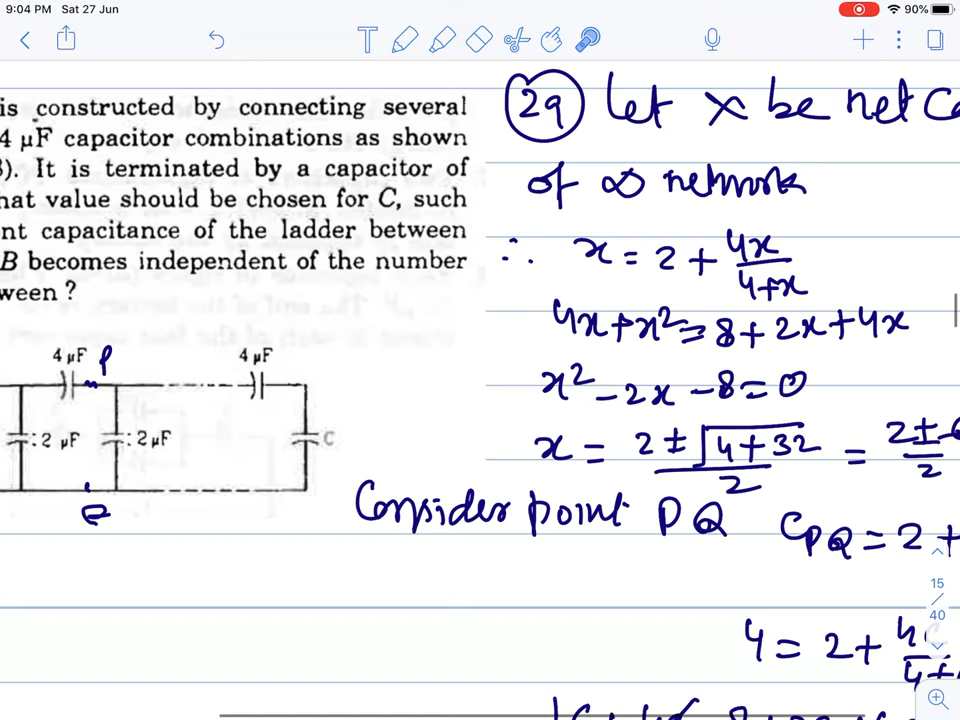 9:04 PM Sat 27 Jun
90%
is constructed by connecting several
4 μF capacitor combinations as shown
). It is terminated by a capacitor of
hat value should be chosen for C, such
nt capacitance of the ladder between
B becomes independent of the number
ween ?
4 μF P
4 μF
2 μF
2 μF
C
29 Let x be net C
of ∞ network
∴ x = 2 + 4x/4+x
4x+x²=8+2x+4x
x²-2x-8=0
x = 2±√4+32/2 = 2±6/2
Consider point PQ CPQ=2+
4=2+4C/4+
15
/
40